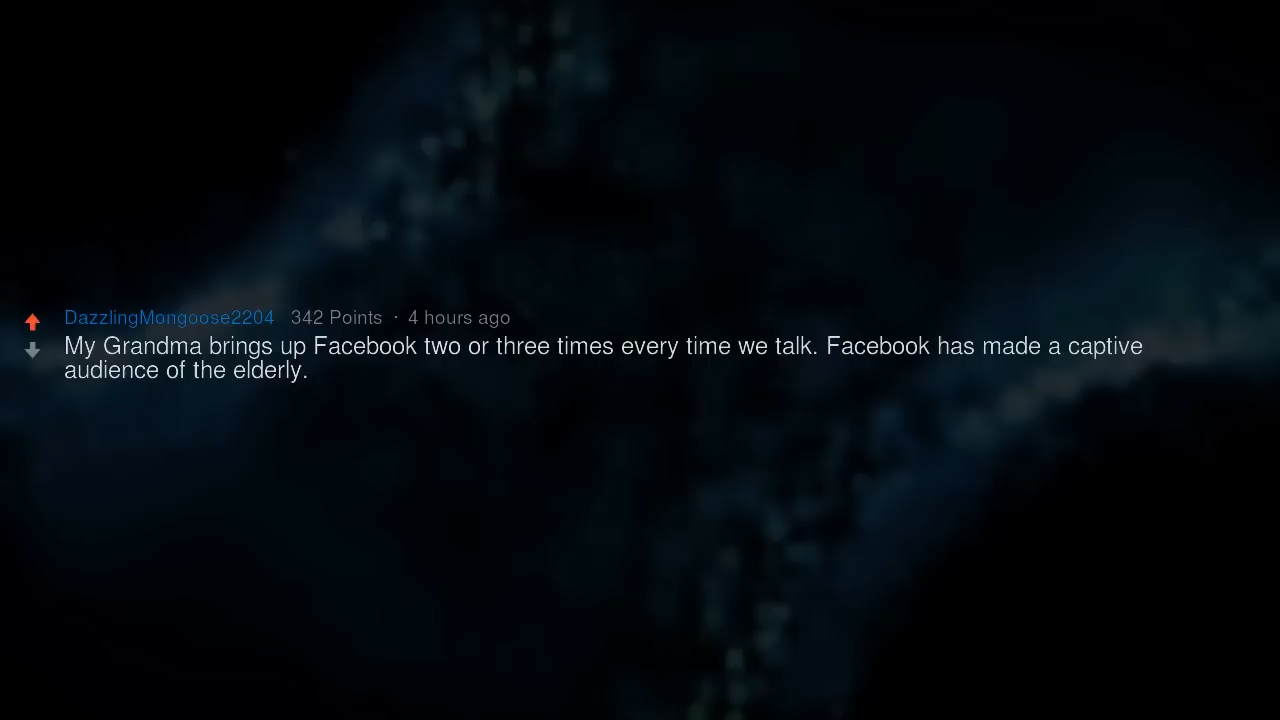 DazzlingMongoose2204 342 Points · 4 hours ago
My Grandma brings up Facebook two or three times every time we talk. Facebook has made a captive
audience of the elderly.